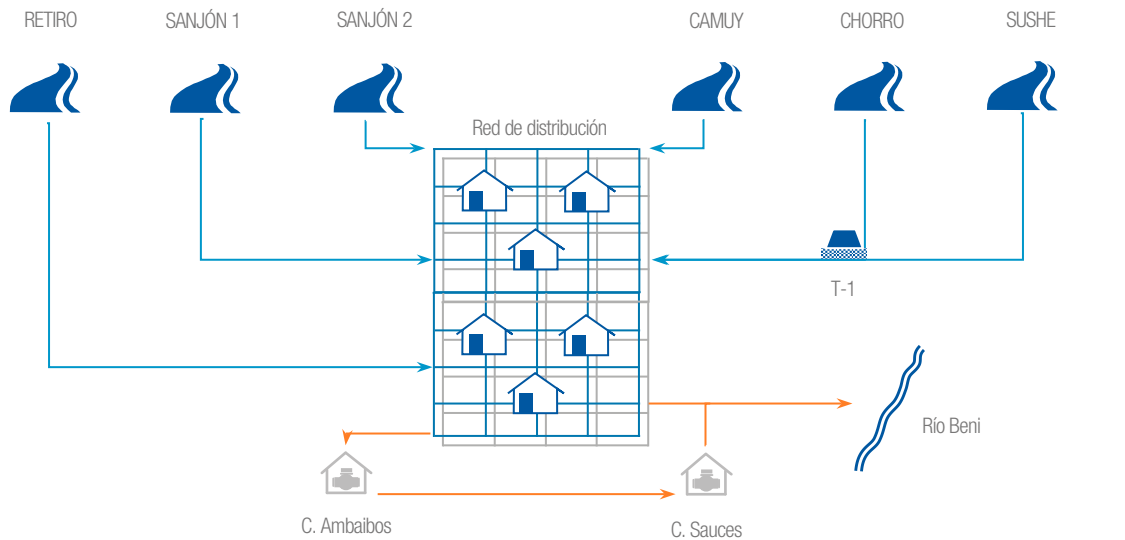 RETIRO
SANJÓN 1
SANJÓN 2
CAMUY
CHORRO
SUSHE
Red de distribución
T-1
Río Beni
C. Ambaibos
C. Sauces